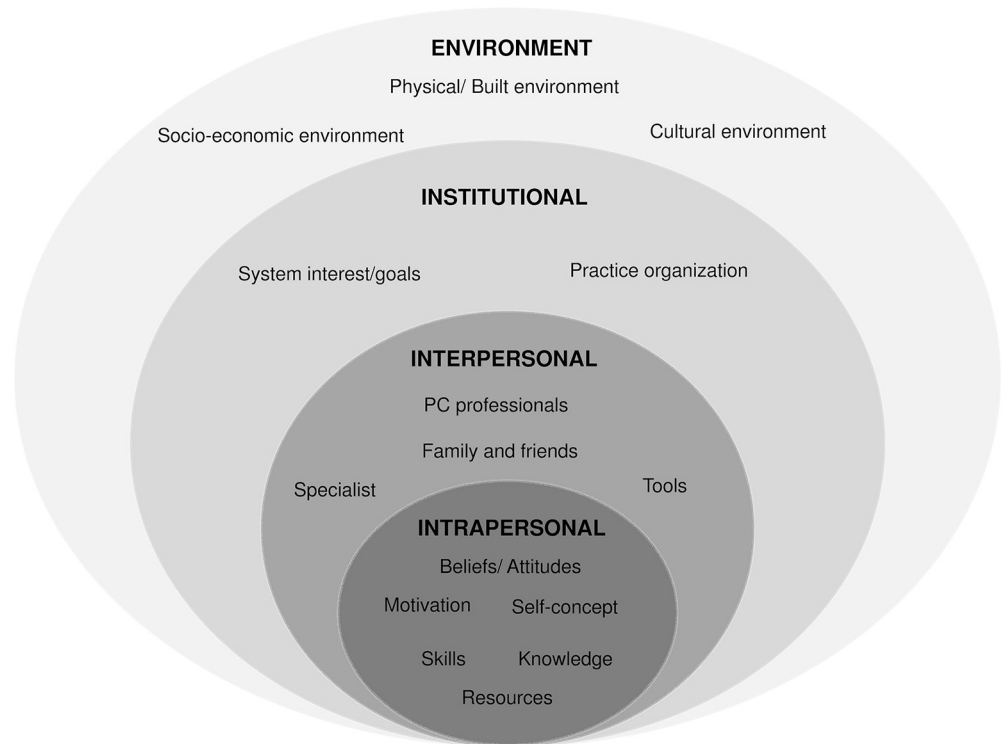 ENVIRONMENT
Physical/ Built environment
Socio-economic environment
Cultural environment
INSTITUTIONAL
System interest/goals
Practice organization
INTERPERSONAL
PC professionals
Family and friends
Specialist
Tools
INTRAPERSONAL
Beliefs/ Attitudes
Motivation
Self-concept
Skills
Knowledge
Resources